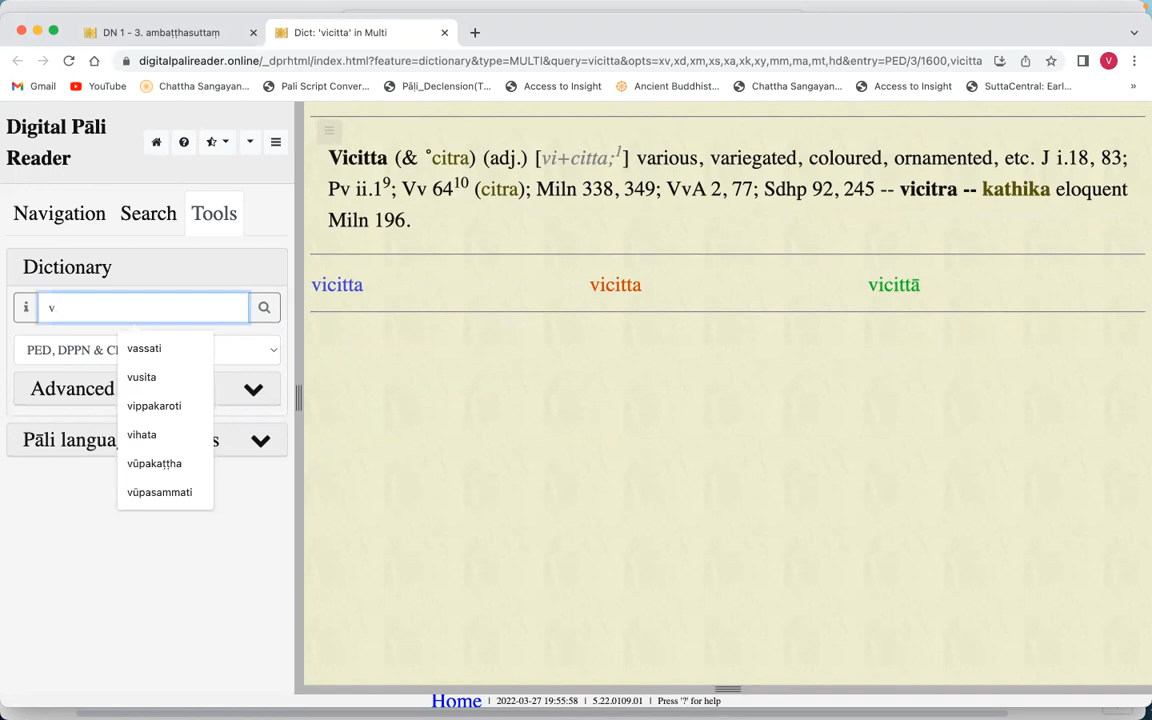 DN 1 - 3. ambaṭṭhasuttaṃ
Dict: 'vicitta' in Multi
digitalpalireader.online/_dprhtml/index.html?feature=dictionary&type=MULTI&query=vicitta&opts=xv,xd,xm,xs,xa,xk,xy,mm,ma,mt,hd&entry=PED/3/1600,vicitta
V
Gmail
YouTube
Chattha Sangayan...
Pali Script Conver...
Pāḷi_Declension(T...
Access to Insight
Ancient Buddhist...
Chattha Sangayan...
Access to Insight
SuttaCentral: Earl...
»
Digital Pāli
Reader
Navigation
Search
Tools
Dictionary
v
PED, DPPN & C
vassati
vusita
Advanced
vippakaroti
vihata
Pāli langua
s
vūpakaṭṭha
vūpasammati
Vicitta (& ˚citra) (adj.) [vi+citta;1] various, variegated, coloured, ornamented, etc. J i.18, 83;
Pv ii.19; Vv 6410 (citra); Miln 338, 349; VvA 2, 77; Sdhp 92, 245 -- vicitra -- kathika eloquent
Miln 196.
vicitta
vicitta
vicittā
Home | 2022-03-27 19:55:58 | 5.22.0109.01 | Press '?' for help